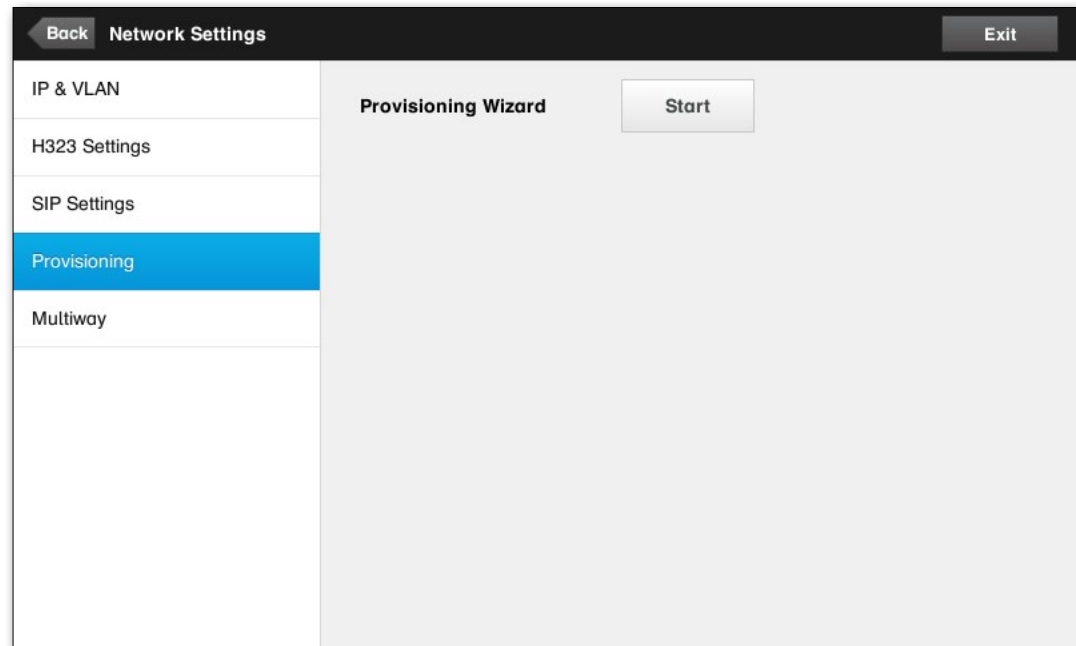 Back Network Settings Exit
IP & VLAN
H323 Settings
SIP Settings
Provisioning
Multiway
Provisioning Wizard Start